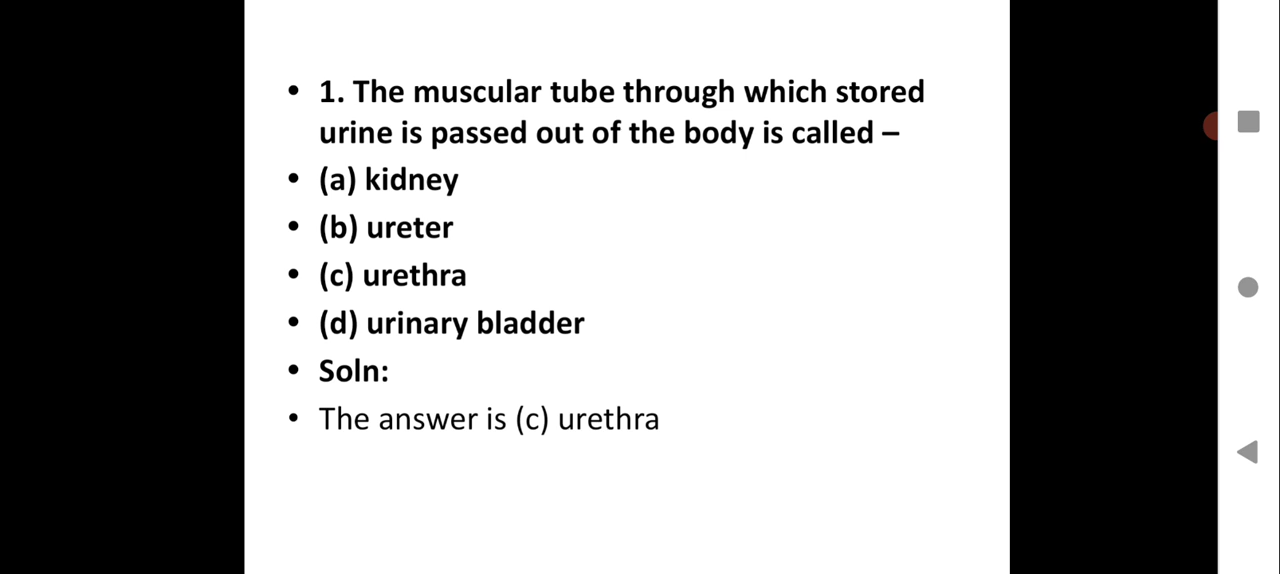 • 1. The muscular tube through which stored
urine is passed out of the body is called –
• (a) kidney
• (b) ureter
• (c) urethra
• (d) urinary bladder
• Soln:
• The answer is (c) urethra